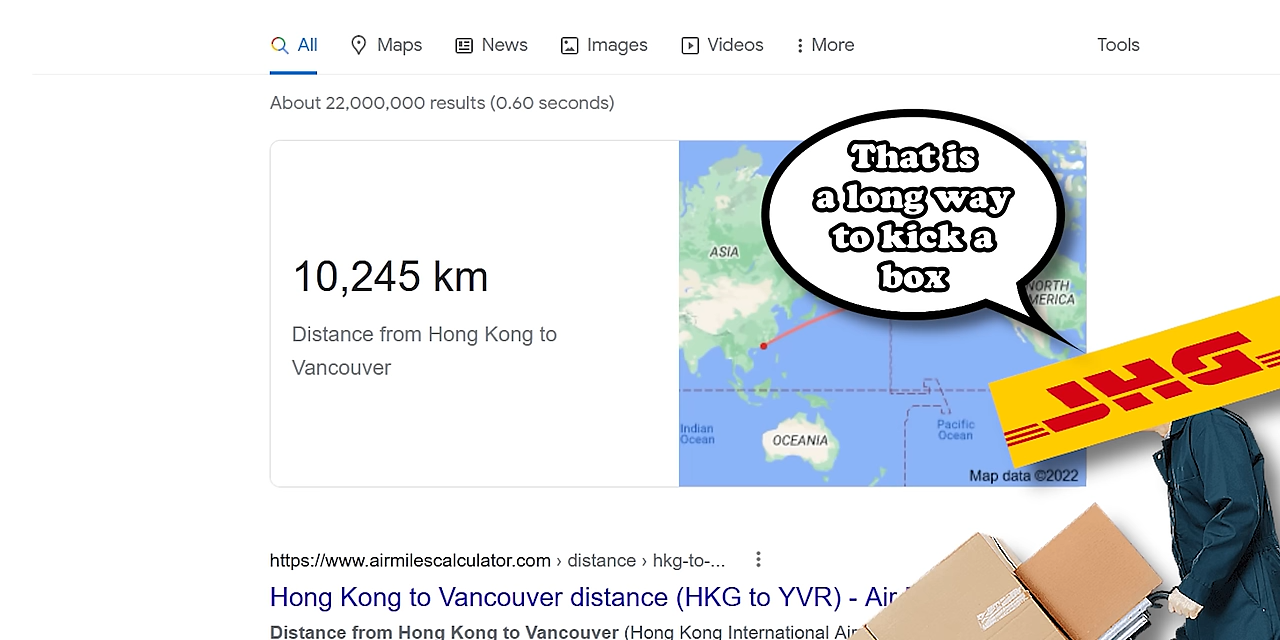 All
Maps
News
Images
Videos
More
Tools
About 22,000,000 results (0.60 seconds)
That is
a long way
to kick a
box
10,245 km
Distance from Hong Kong to
Vancouver
ASIA
NORTH
MERICA
Indian
Ocean
OCEANIA
Pacific
Ocean
Map data ©2022
JHG
https://www.airmilescalculator.com › distance › hkg-to-...
Hong Kong to Vancouver distance (HKG to YVR) - Air
Distance from Hong Kong to Vancouver (Hong Kong International Air